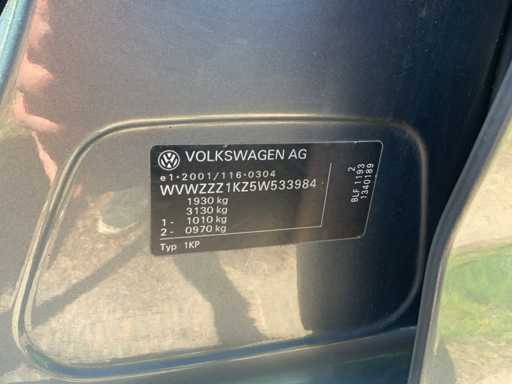 VOLKSWAGEN AG
e1*2001/116*0304
WVWZZZ1KZ5W533984
1930 kg
3130 kg
1- 1010 kg
2- 0970 kg
Typ 1KP
2
BLF. 1193
1340189